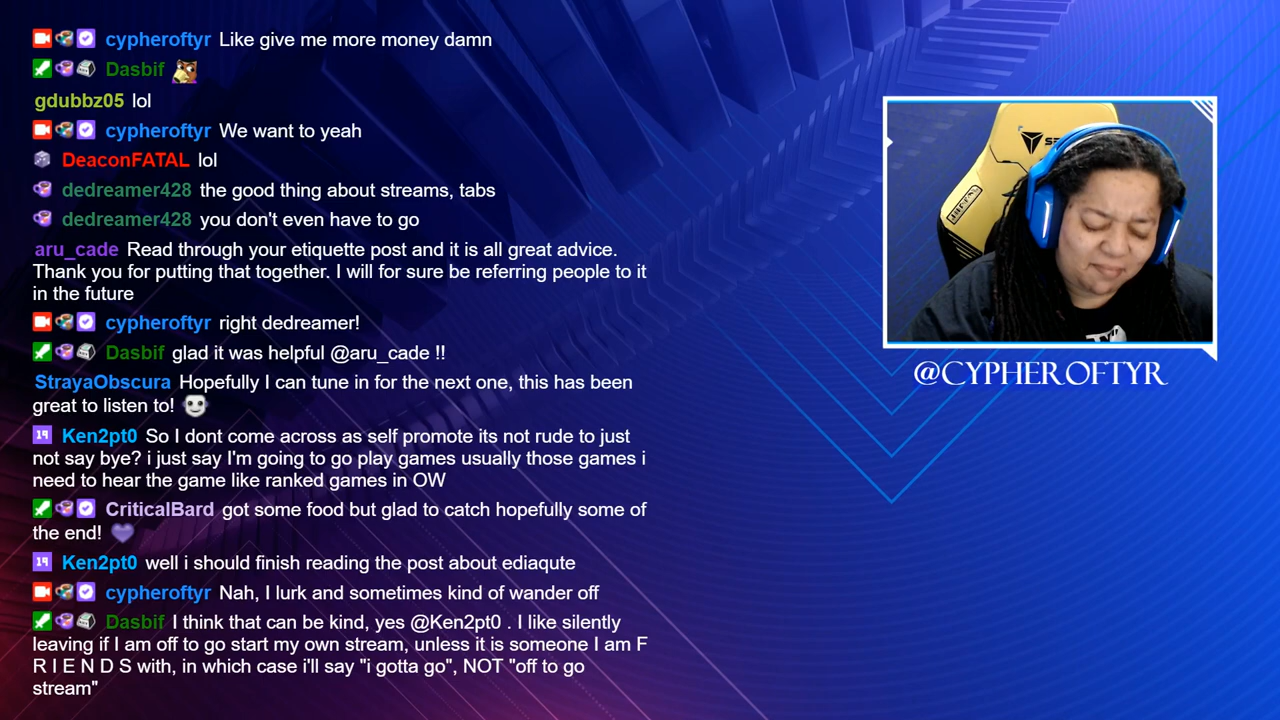 cypheroftyr Like give me more money damn
Dasbif
gdubbz05 lol
cypheroftyr We want to yeah
DeaconFATAL lol
dedreamer428 the good thing about streams, tabs
dedreamer428 you don't even have to go
aru_cade Read through your etiquette post and it is all great advice.
Thank you for putting that together. I will for sure be referring people to it
in the future
cypheroftyr right dedreamer!
Dasbif glad it was helpful @aru_cade !!
StrayaObscura Hopefully I can tune in for the next one, this has been
great to listen to!
19 Ken2pt0 So I dont come across as self promote its not rude to just
not say bye? i just say I'm going to go play games usually those games i
need to hear the game like ranked games in OW
CriticalBard got some food but glad to catch hopefully some of
the end!
19 Ken2pt0 well i should finish reading the post about ediaqute
cypheroftyr Nah, I lurk and sometimes kind of wander off
Dasbif I think that can be kind, yes @Ken2pt0 . I like silently
leaving if I am off to go start my own stream, unless it is someone I am F
R I E N D S with, in which case i'll say "i gotta go", NOT "off to go
stream"
@CYPHEROFTYR